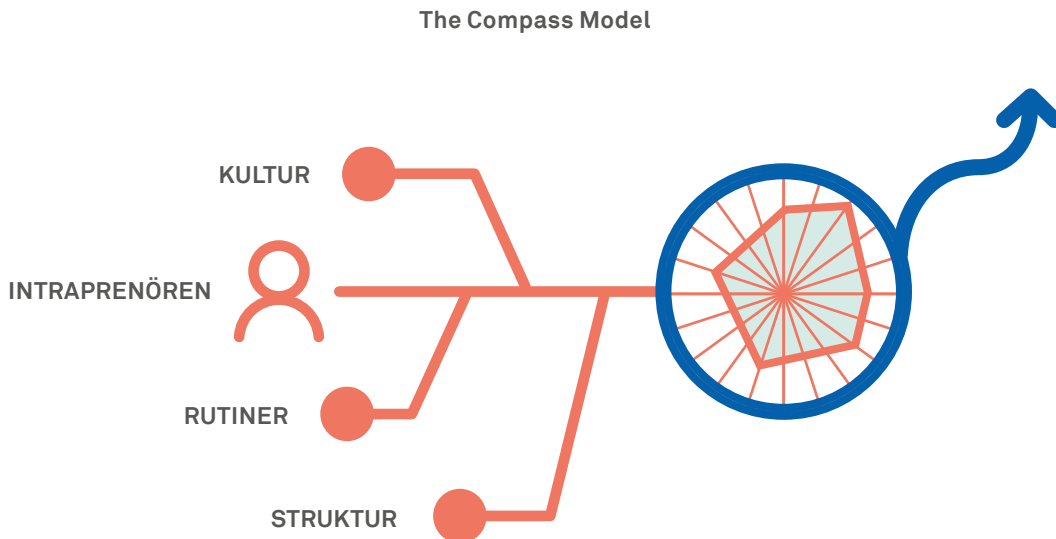 The Compass Model
KULTUR
INTRAPRENÖREN
RUTINER
STRUKTUR